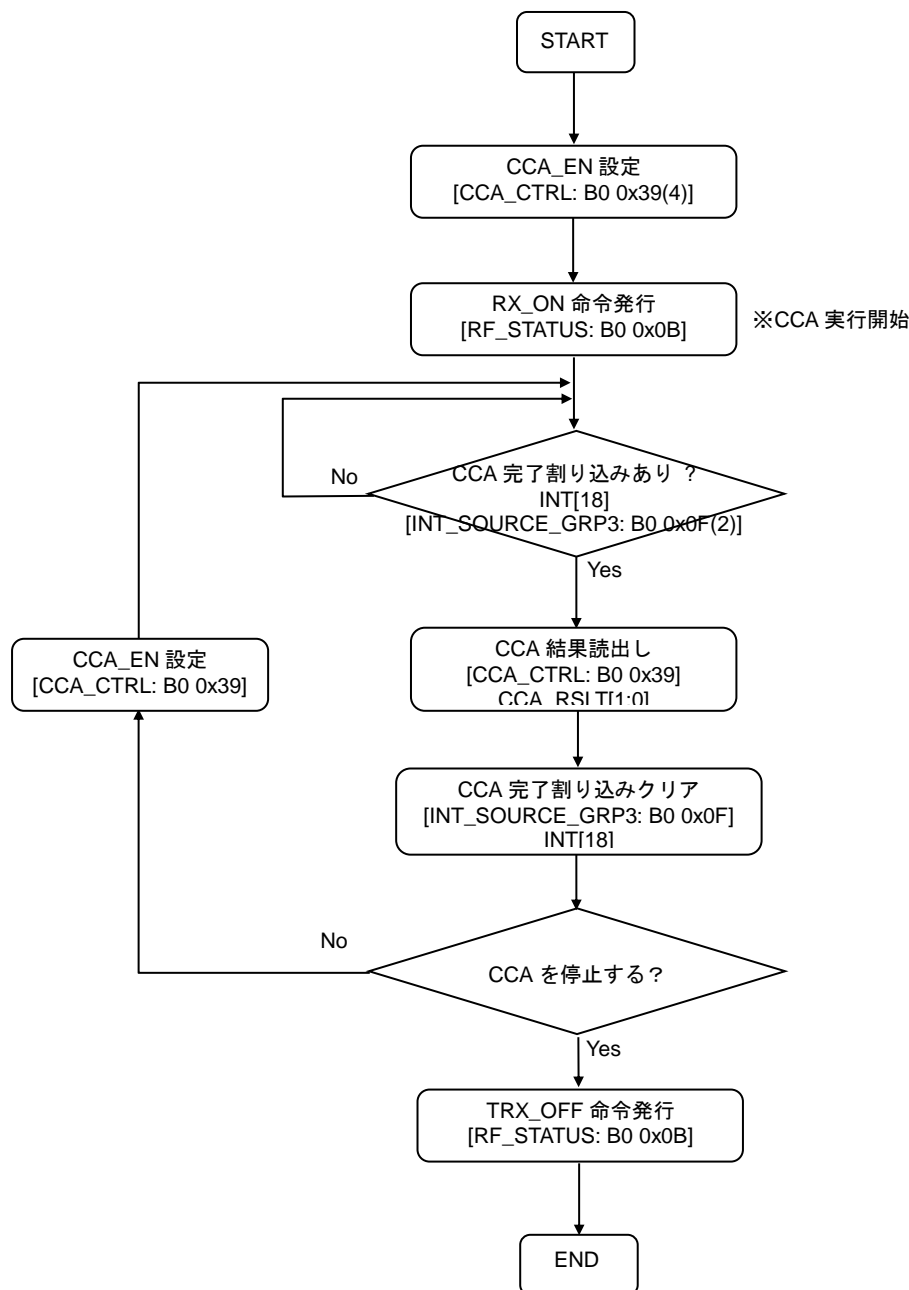 START
CCA_EN 設定
[CCA_CTRL: B0 0x39(4)]
RX_ON 命令発行
[RF_STATUS: B0 0x0B]
※CCA 実行開始
CCA 完了割り込みあり ?
INT[18]
[INT_SOURCE_GRP3: B0 0x0F(2)]
No
Yes
CCA 結果読出し
[CCA_CTRL: B0 0x39]
CCA_RSLT[1:0]
CCA_EN 設定
[CCA_CTRL: B0 0x39]
CCA 完了割り込みクリア
[INT_SOURCE_GRP3: B0 0x0F]
INT[18]
No
CCA を停止する？
Yes
TRX_OFF 命令発行
[RF_STATUS: B0 0x0B]
END